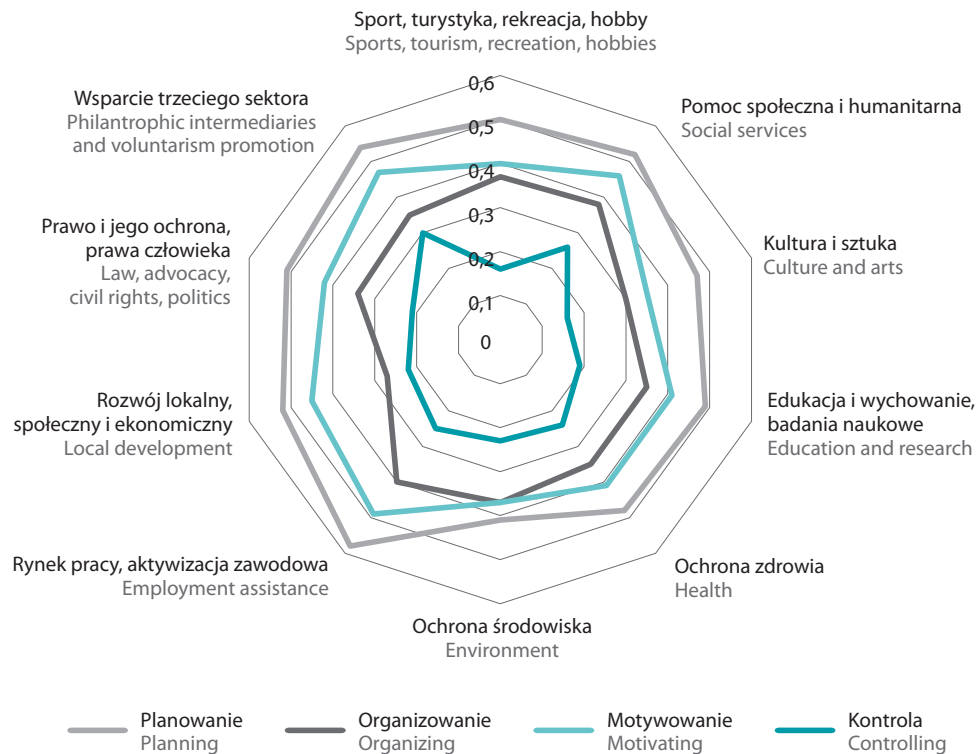 Sport, turystyka, rekreacja, hobby
Sports, tourism, recreation, hobbies
Pomoc społeczna i humanitarna
Social services
Kultura i sztuka
Culture and arts
Edukacja i wychowanie,
badania naukowe
Education and research
Ochrona zdrowia
Health
Ochrona środowiska
Environment
Rynek pracy, aktywizacja zawodowa
Employment assistance
Rozwój lokalny,
społeczny i ekonomiczny
Local development
Prawo i jego ochrona,
prawa człowieka
Law, advocacy,
civil rights, politics
Wsparcie trzeciego sektora
Philantrophic intermediaries
and voluntarism promotion
0,6
0,5
0,4
0,3
0,2
0,1
0
Planowanie
Planning
Organizowanie
Organizing
Motywowanie
Motivating
Kontrola
Controlling